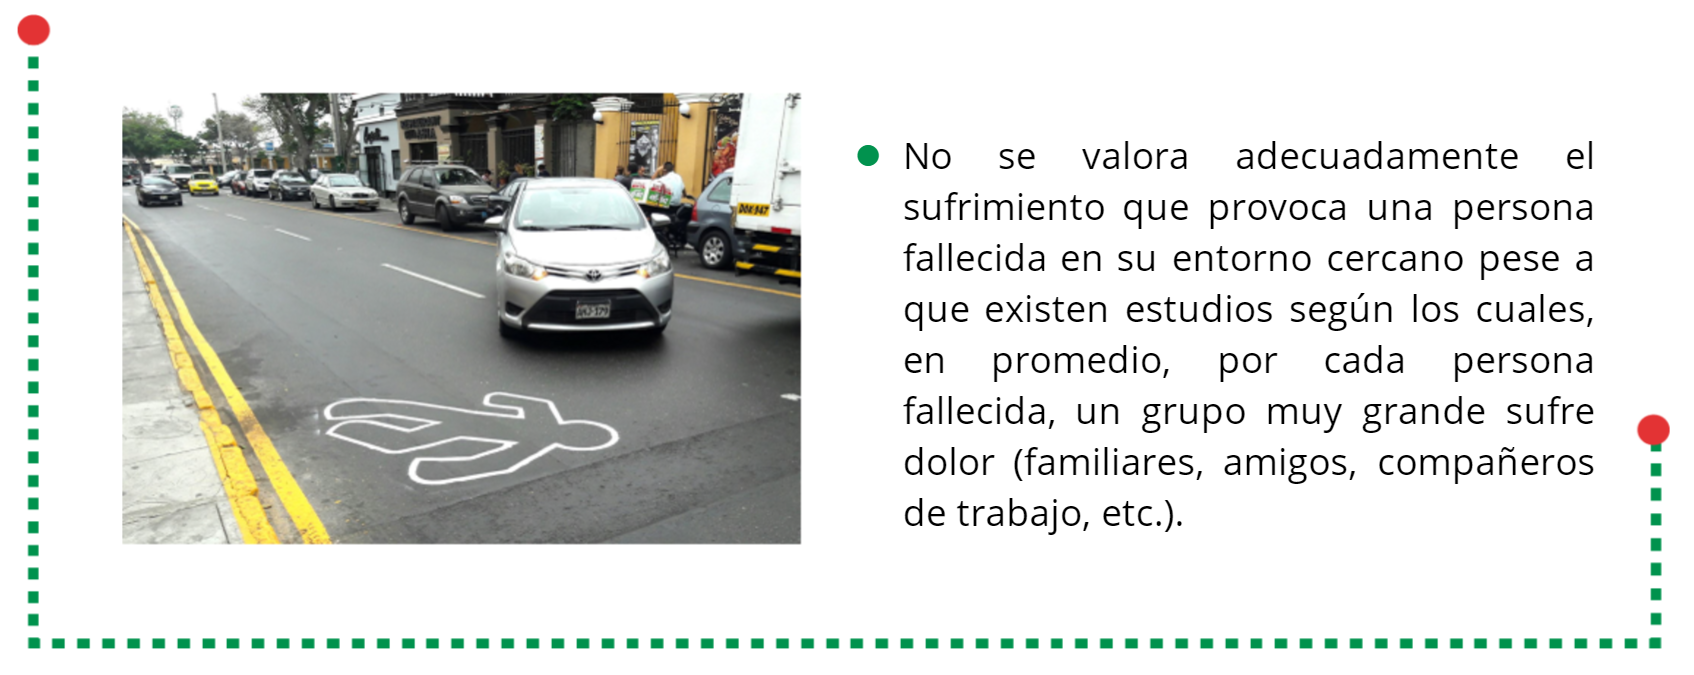 No se valora adecuadamente el
sufrimiento que provoca una persona
fallecida en su entorno cercano pese a
que existen estudios según los cuales,
en promedio, por cada persona
fallecida, un grupo muy grande sufre
dolor (familiares, amigos, compañeros
de trabajo, etc.).